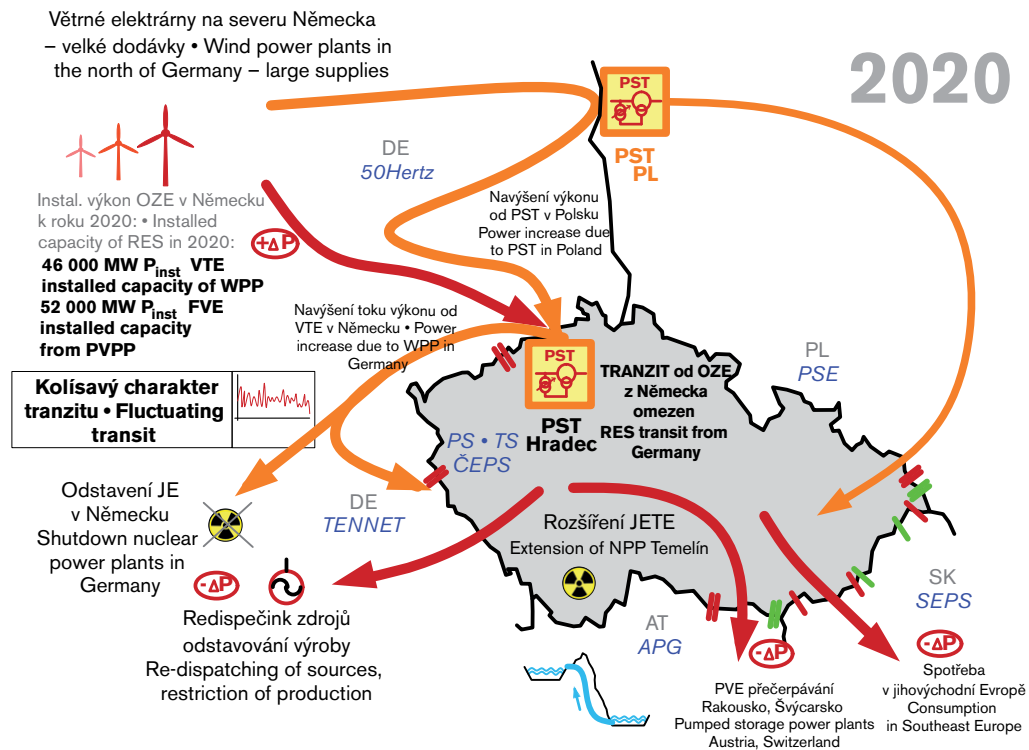 Větrné elektrárny na severu Německa
– velké dodávky • Wind power plants in
the north of Germany – large supplies
2020
PST
PST
PL
DE
50Hertz
Navýšení výkonu
od PST v Polsku
Power increase due
to PST in Poland
Instal. výkon OZE v Německu
k roku 2020: • Installed
capacity of RES in 2020:
+ΔP
46 000 MW Pinst VTE
installed capacity of WPP
52 000 MW Pinst FVE
installed capacity
from PVPP
Navýšení toku výkonu od
VTE v Německu • Power
increase due to WPP in
Germany
PST
PST
Hradec
TRANZIT od OZE
z Německa
omezen
RES transit from
Germany
PL
PSE
Kolísavý charakter
tranzitu • Fluctuating
transit
PS • TS
ČEPS
Odstavení JE
v Německu
Shutdown nuclear
power plants in
Germany
DE
TENNET
Rozšíření JETE
Extension of NPP Temelín
SK
SEPS
-ΔP
Redispečink zdrojů
odstavování výroby
Re-dispatching of sources,
restriction of production
AT
APG
-ΔP
PVE přečerpávání
Rakousko, Švýcarsko
Pumped storage power plants
Austria, Switzerland
-ΔP
Spotřeba
v jihovýchodní Evropě
Consumption
in Southeast Europe